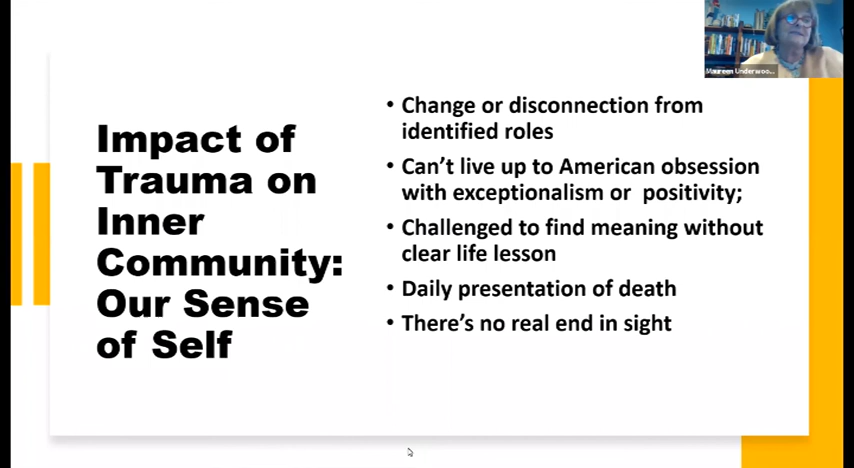 Maureen Underwoo...
Impact of
Trauma on
Inner
Community:
Our Sense
of Self
• Change or disconnection from
identified roles
• Can't live up to American obsession
with exceptionalism or positivity;
• Challenged to find meaning without
clear life lesson
• Daily presentation of death
• There's no real end in sight